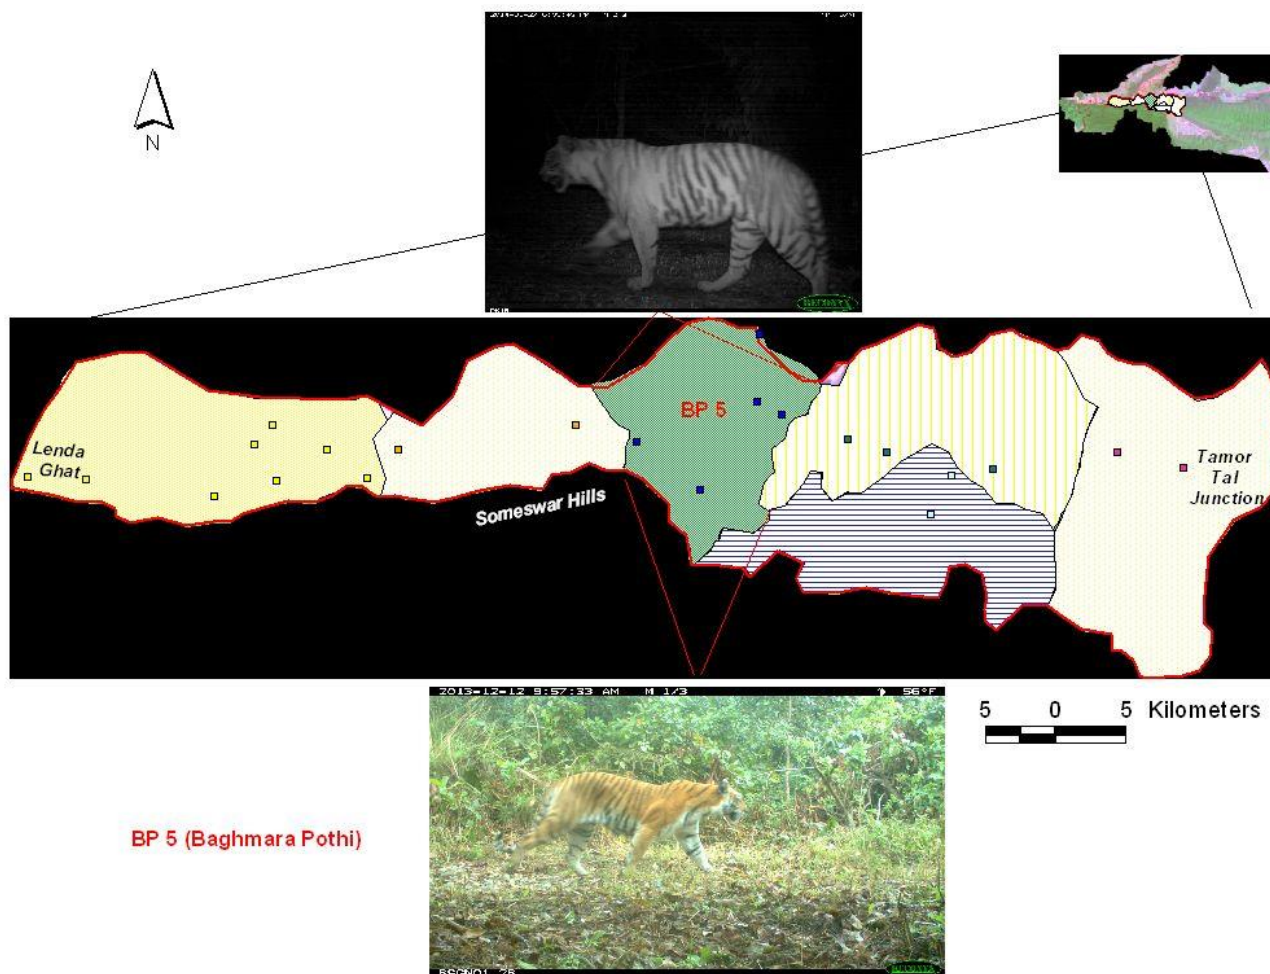 N
BP 5
Lenda
Ghat
Someswar Hills
Tamor
Tal
Junction
2013-12-12 9:57:33 AM M 1/3 56°F
5 0 5 Kilometers
BP 5 (Baghmara Pothi)